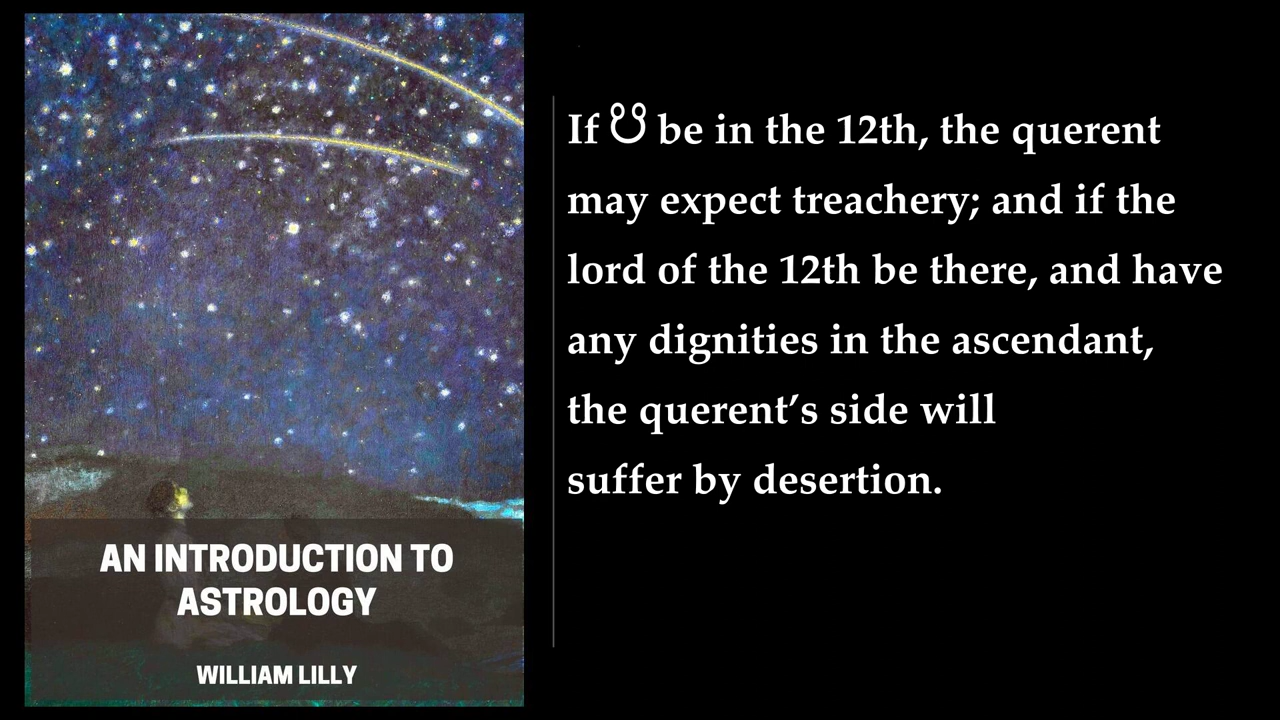 AN INTRODUCTION TO
ASTROLOGY
WILLIAM LILLY
If ☋ be in the 12th, the querent
may expect treachery; and if the
lord of the 12th be there, and have
any dignities in the ascendant,
the querent’s side will
suffer by desertion.